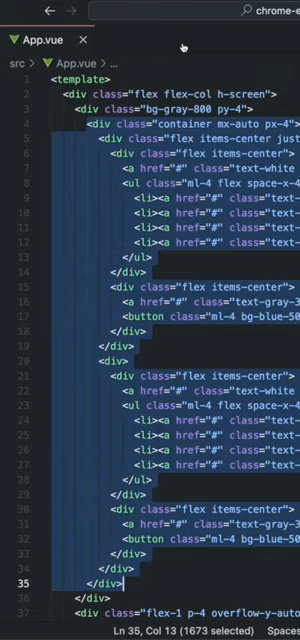 chrome-e
App.vue
src > App.vue > ...
1 <template>
2 <div class="flex flex-col h-screen">
3 <div class="bg-gray-800 py-4">
4 <div class="container mx-auto px-4">
5 <div class="flex items-center just
6 <div class="flex items-center">
7 <a href="#" class="text-white
8 <ul class="ml-4 flex space-x-4
9 <li><a href="#" class="text-
10 <li><a href="#" class="text-
11 <li><a href="#" class="text-
12 <li><a href="#" class="text-
13 </ul>
14 </div>
15 <div class="flex items-center">
16 <a href="#" class="text-gray-3
17 <button class="ml-4 bg-blue-50
18 </div>
19 </div>
20 <div>
21 <div class="flex items-center">
22 <a href="#" class="text-white
23 <ul class="ml-4 flex space-x-4
24 <li><a href="#" class="text-
25 <li><a href="#" class="text-
27 <li><a href="#" class="text-
28 </ul>
29 </div>
30 <div class="flex items-center">
31 <a href="#" class="text-gray-3
32 <button class="ml-4 bg-blue-50
33 </div>
34 </div>
35 </div>
36 </div>
37 <div class="flex-1 p-4 overflow-y-auto
Ln 35, Col 13 (1673 selected) Spaces